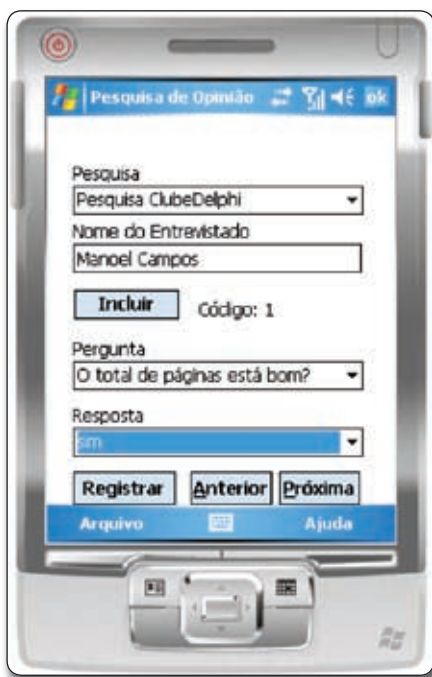 Pesquisa de Opinião ok
Pesquisa
Pesquisa ClubeDelphi
Nome do Entrevistado
Manoel Campos
Incluir Código: 1
Pergunta
O total de páginas está bom?
Resposta
sim
Registrar Anterior Próxima
Arquivo Ajuda